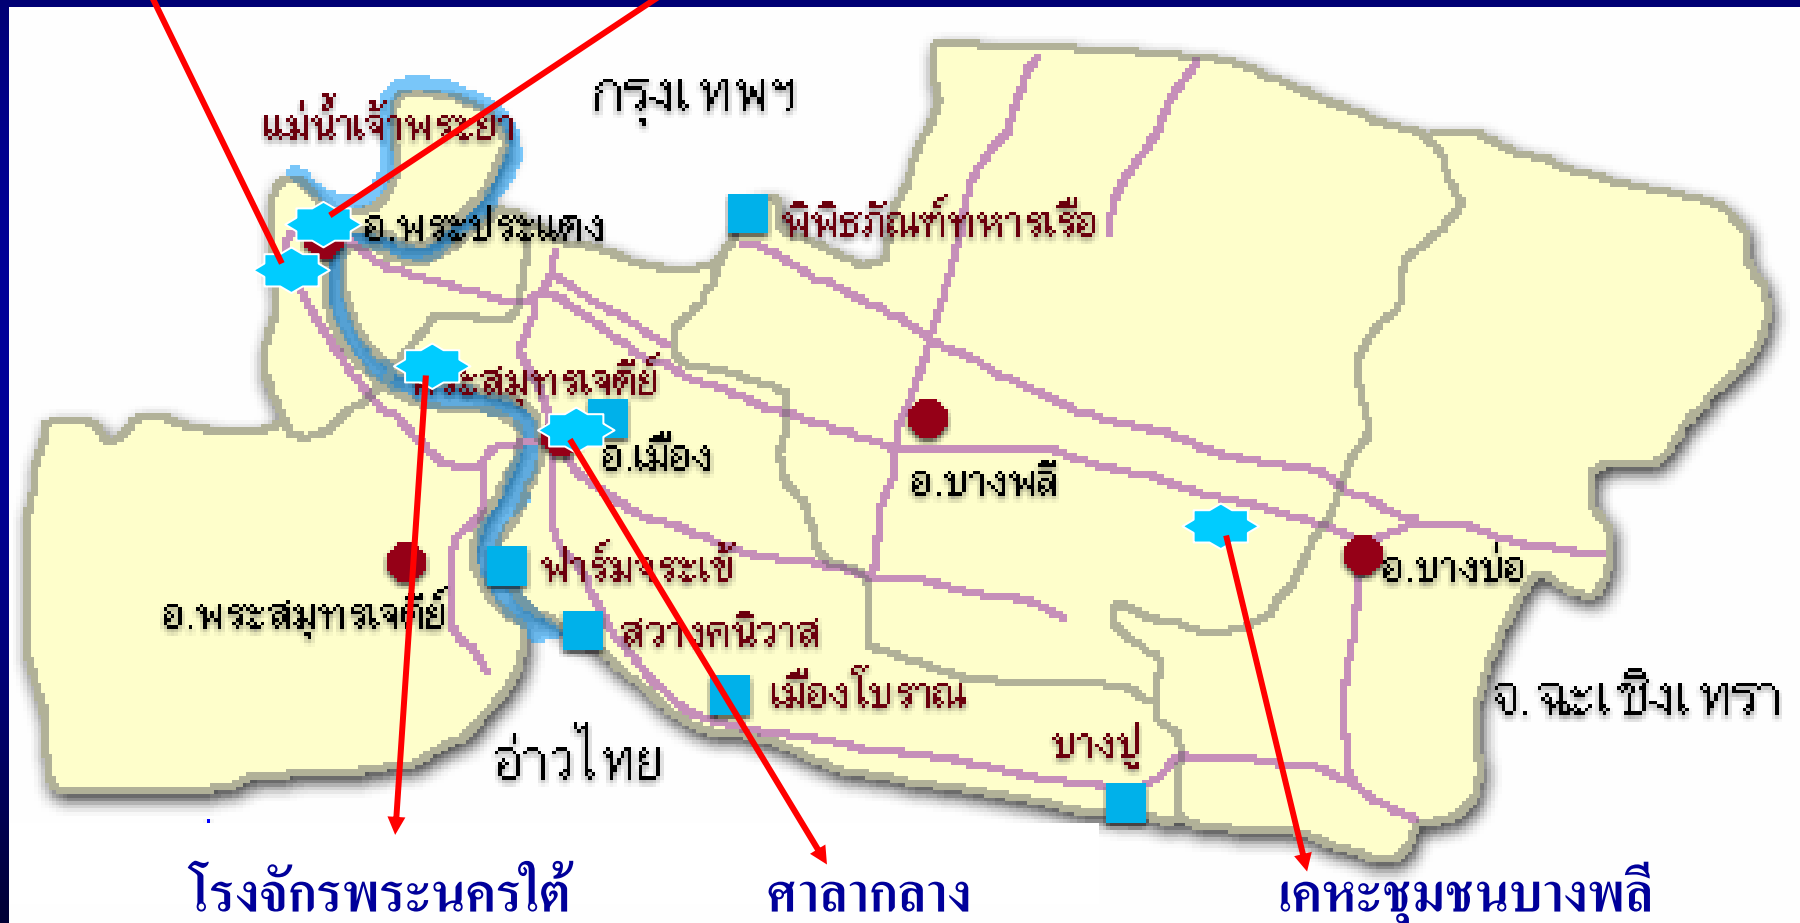 กรุงเทพฯ
แม่น้ำเจ้าพระยา
อ.พระประแดง
พิพิธภัณฑ์ทหารเรือ
พระสมุทรเจดีย์
อ.เมือง
อ.บางพลี
ฟาร์มจระเข้
อ.บางบ่อ
อ.พระสมุทรเจดีย์
สวางคนิวาส
เมืองโบราณ
จ.ฉะเชิงเทรา
บางปู
อ่าวไทย
โรงจักรพระนครใต้
ศาลากลาง
เคหะชุมชนบางพลี